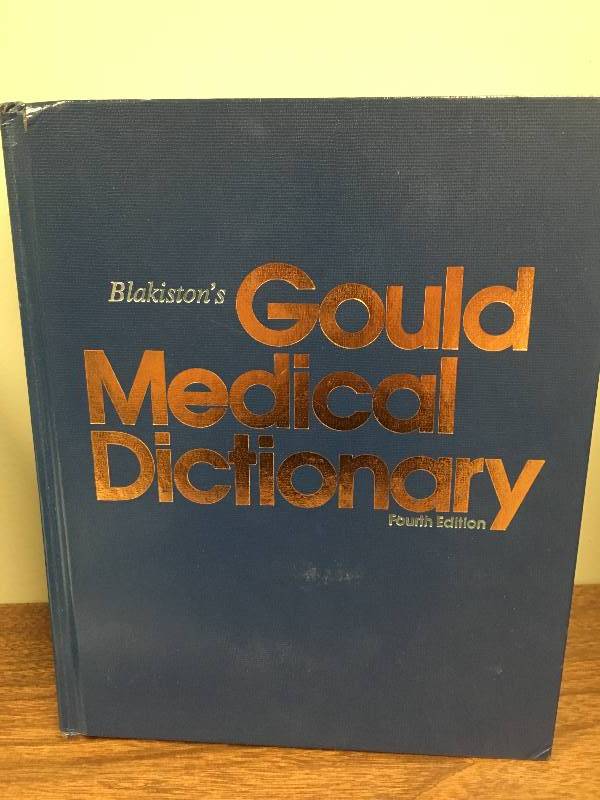 Blakiston's Gould
Medical
Dictionary
Fourth Edition